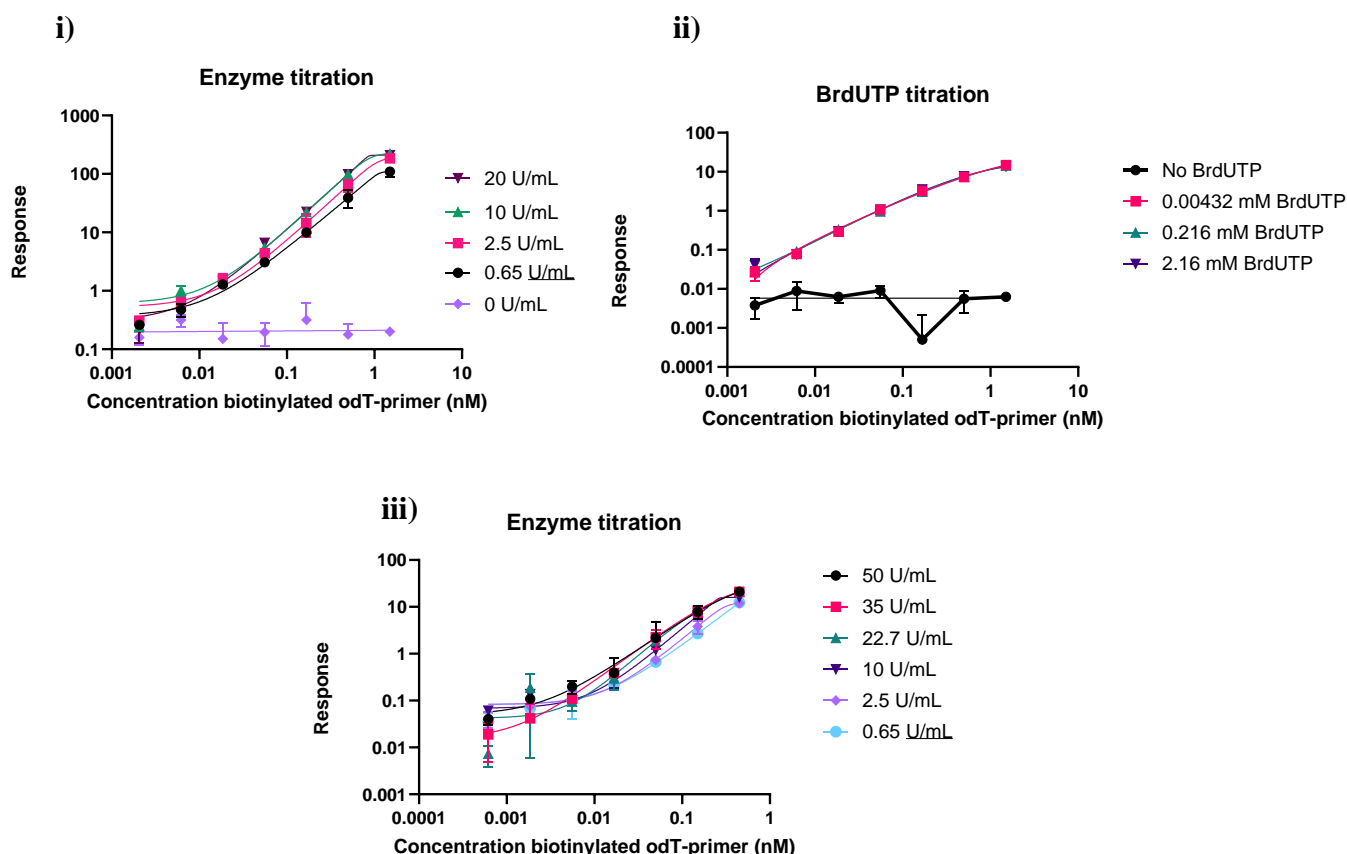 i)
Enzyme titration
Response
1000
100
10
1
0.1
0.001
0.01
0.1
1
10
Concentration biotinylated odT-primer (nM)
20 U/mL
10 U/mL
2.5 U/mL
0.65 U/mL
0 U/mL
ii)
BrdUTP titration
Response
100
10
1
0.1
0.01
0.001
0.0001
0.001
0.01
0.1
1
10
Concentration biotinylated odT-primer (nM)
No BrdUTP
0.00432 mM BrdUTP
0.216 mM BrdUTP
2.16 mM BrdUTP
iii)
Enzyme titration
Response
100
10
1
0.1
0.01
0.001
0.0001
0.001
0.01
0.1
1
Concentration biotinylated odT-primer (nM)
50 U/mL
35 U/mL
22.7 U/mL
10 U/mL
2.5 U/mL
0.65 U/mL